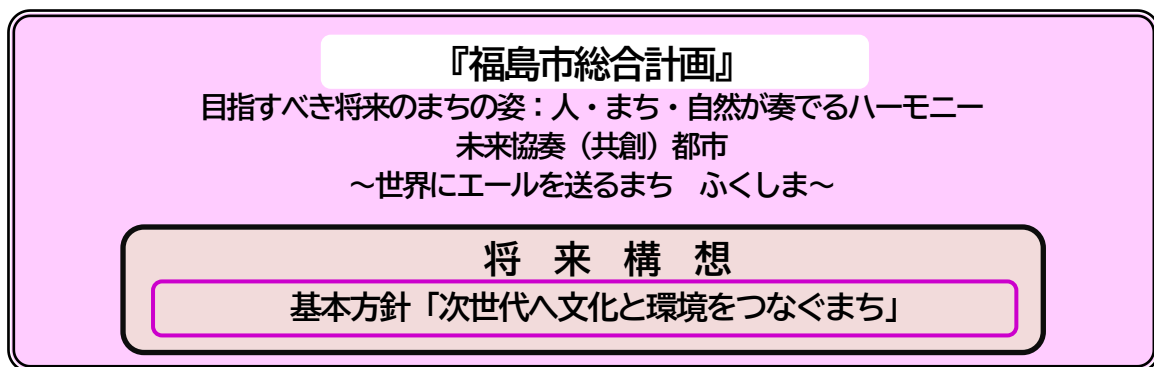 『福島市総合計画』
目指すべき将来のまちの姿：人・まち・自然が奏でるハーモニー
未来協奏（共創）都市
～世界にエールを送るまち　ふくしま～
将　来　構　想
基本方針「次世代へ文化と環境をつなぐまち」